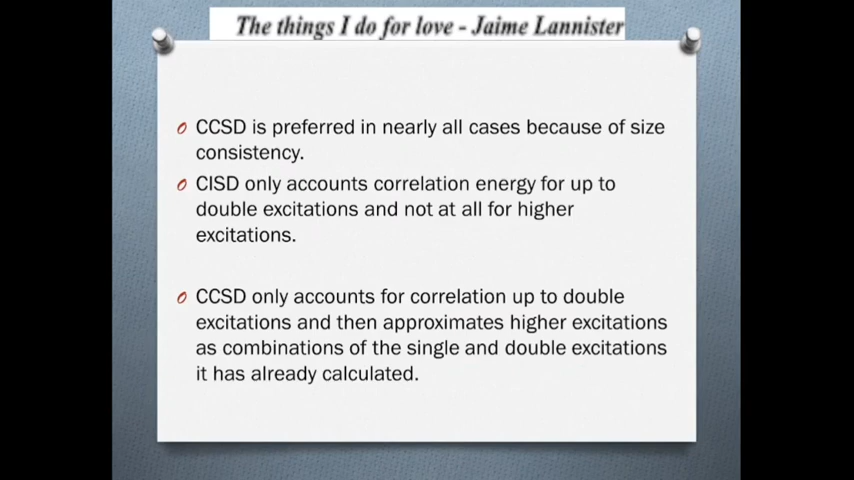 The things I do for love - Jaime Lannister
CCSD is preferred in nearly all cases because of size
consistency.
CISD only accounts correlation energy for up to
double excitations and not at all for higher
excitations.
CCSD only accounts for correlation up to double
excitations and then approximates higher excitations
as combinations of the single and double excitations
it has already calculated.